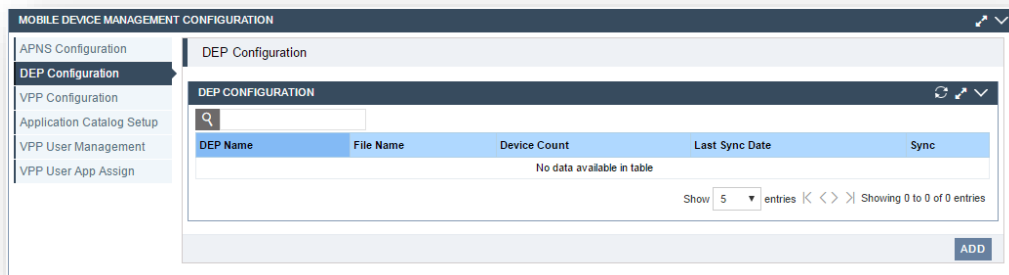 MOBILE DEVICE MANAGEMENT CONFIGURATION
APNS Configuration
DEP Configuration
VPP Configuration
Application Catalog Setup
VPP User Management
VPP User App Assign
DEP Configuration
DEP CONFIGURATION
DEP Name File Name Device Count Last Sync Date Sync
No data available in table
Show 5 entries Showing 0 to 0 of 0 entries
ADD